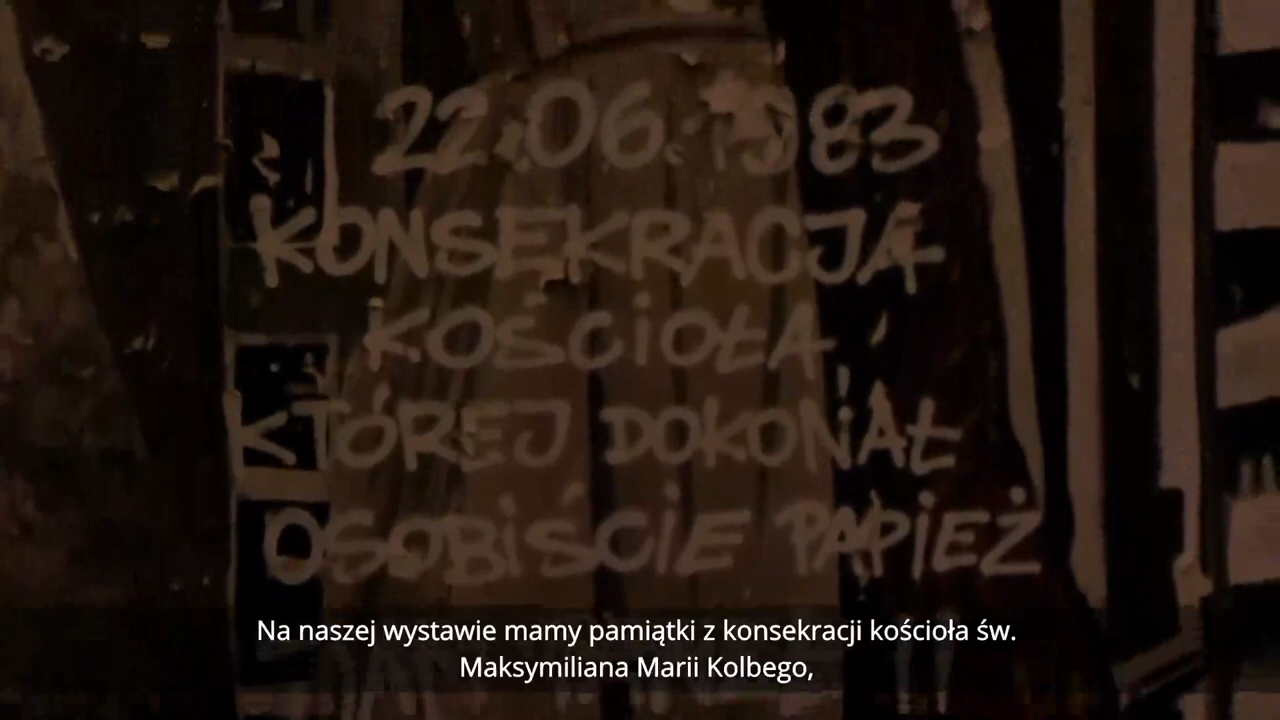 22.06.1983
KONSEKRACJA
KOŚCIOŁA
KTÓREJ DOKONAŁ
OSOBIŚCIE PAPIEŻ
Na naszej wystawie mamy pamiątki z konsekracji kościoła św.
Maksymiliana Marii Kolbego,